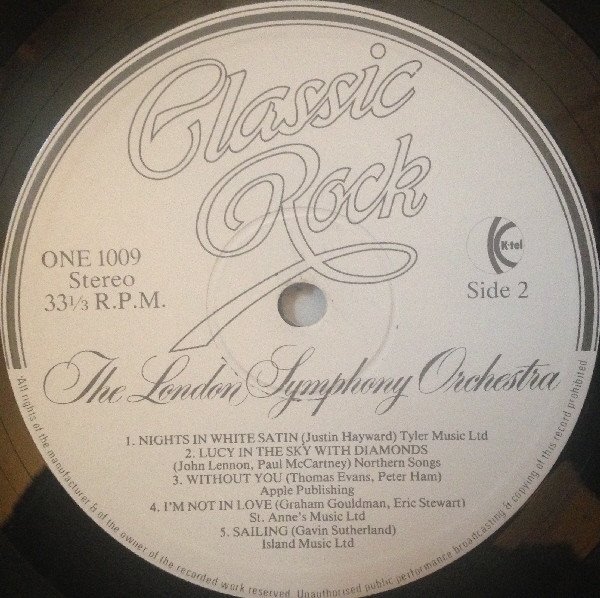 Classic
Rock
ONE 1009
Stereo
33⅓ R.P.M.
K-tel
Side 2
The London Symphony Orchestra
1. NIGHTS IN WHITE SATIN (Justin Hayward) Tyler Music Ltd
2. LUCY IN THE SKY WITH DIAMONDS
(John Lennon, Paul McCartney) Northern Songs
3. WITHOUT YOU (Thomas Evans, Peter Ham)
Apple Publishing
4. I'M NOT IN LOVE (Graham Gouldman, Eric Stewart)
St. Anne's Music Ltd
5. SAILING (Gavin Sutherland)
Island Music Ltd
All rights of the manufacturer & of the owner of the recorded work reserved. Unauthorised public performance broadcasting & copying of this record prohibited